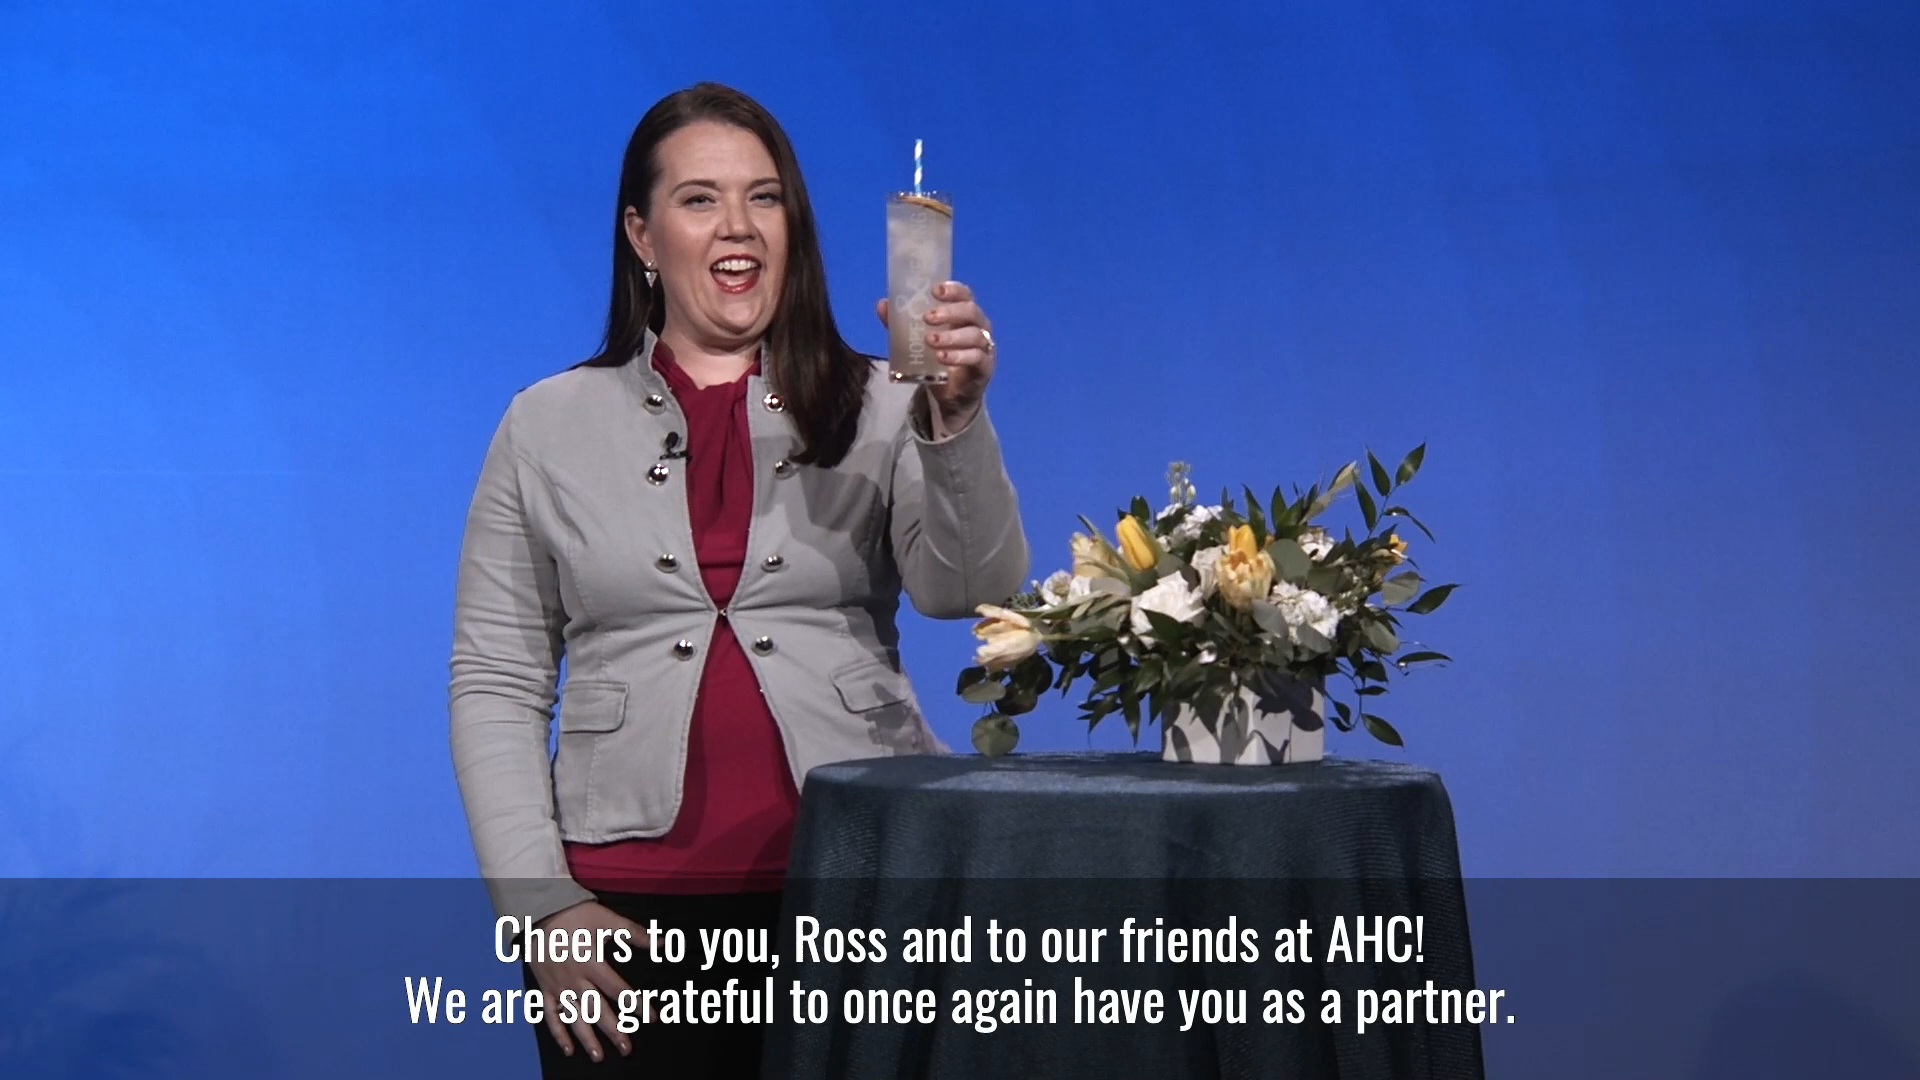 Cheers to you, Ross and to our friends at AHC!
We are so grateful to once again have you as a partner.